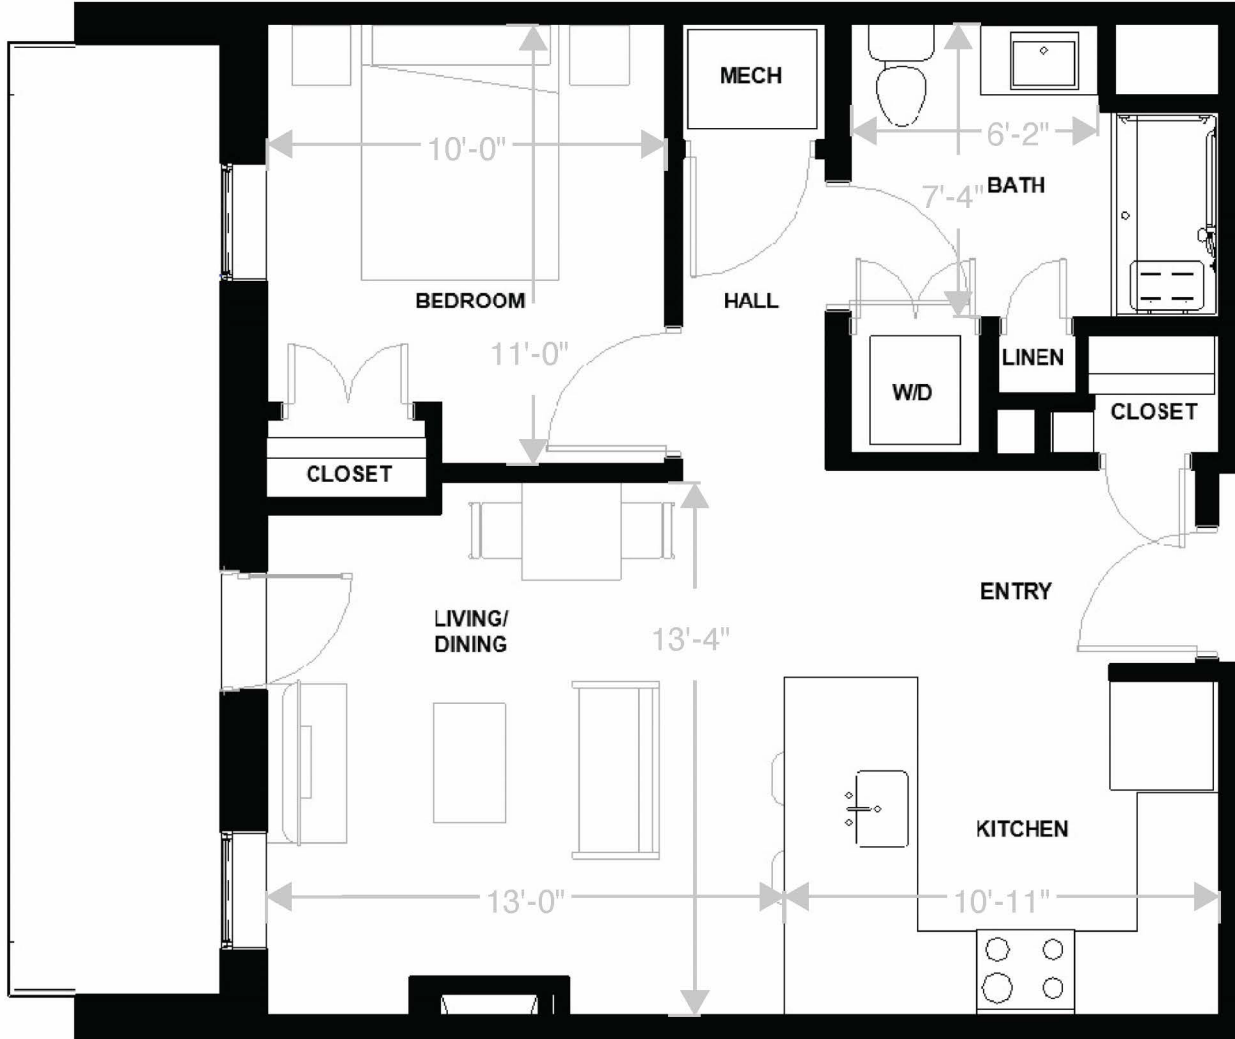 MECH
10'-0"
6'-2"
BATH
7'-4"
BEDROOM
HALL
11'-0"
LINEN
W/D
CLOSET
CLOSET
ENTRY
LIVING/
DINING
13'-4"
KITCHEN
13'-0"
10'-11"